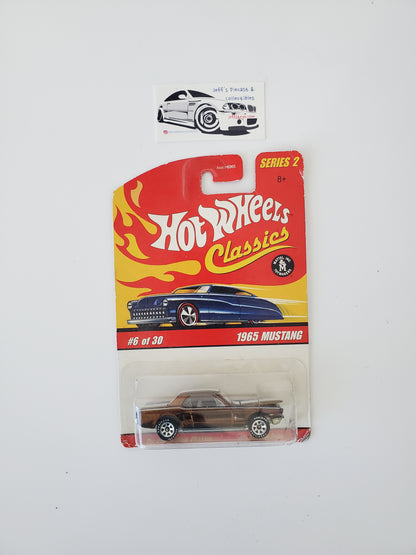 Jeff's Diecast &
collectibles
SERIES 2
8+
Hot Wheels
Classics
#6 of 30
1965 MUSTANG